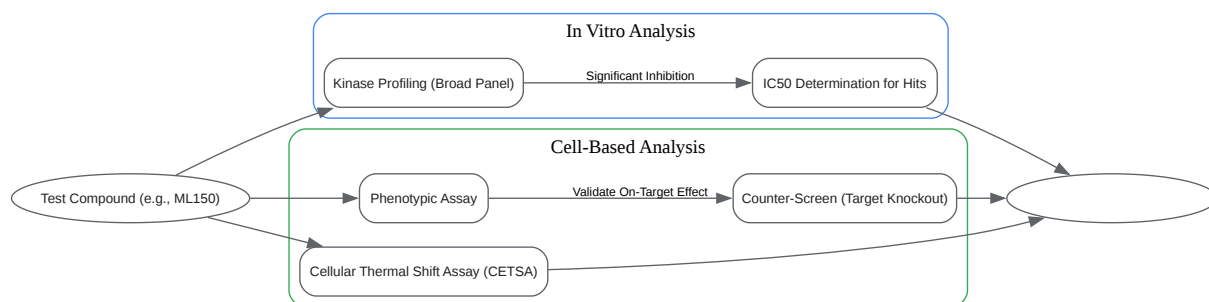 In Vitro Analysis
Kinase Profiling (Broad Panel)
Significant Inhibition
IC50 Determination for Hits
Cell-Based Analysis
Test Compound (e.g., ML150)
Phenotypic Assay
Validate On-Target Effect
Counter-Screen (Target Knockout)
Cellular Thermal Shift Assay (CETSA)